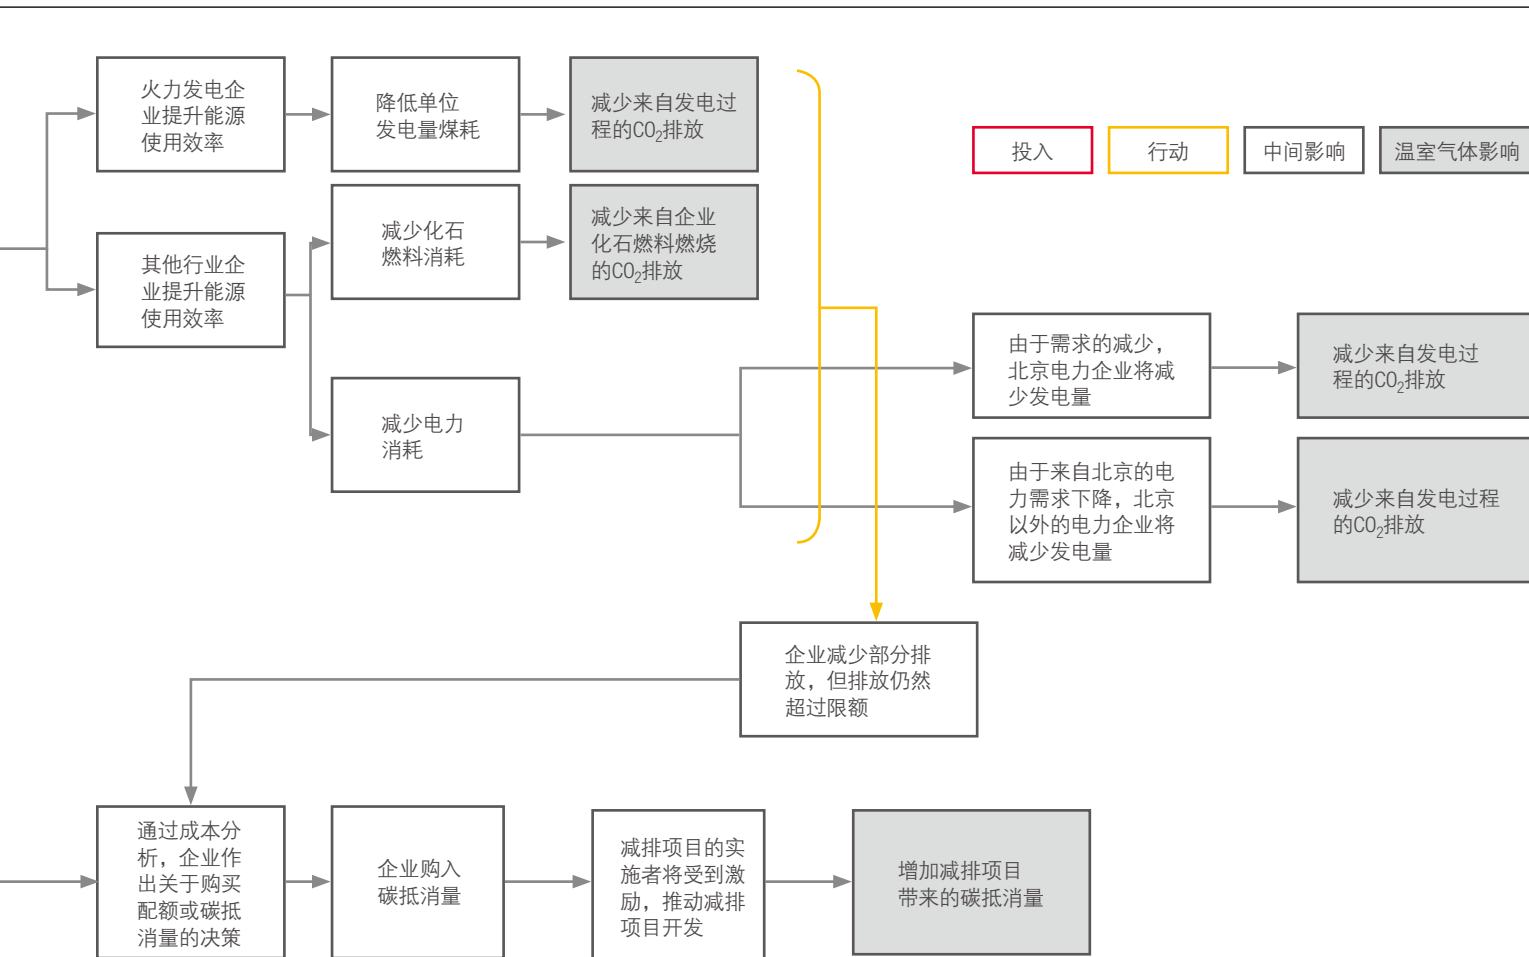 火力发电企
业提升能源
使用效率
降低单位
发电量煤耗
减少来自发电过
程的CO₂排放
投入
行动
中间影响
温室气体影响
其他行业企
业提升能源
使用效率
减少化石
燃料消耗
减少来自企业
化石燃料燃烧
的CO₂排放
减少电力
消耗
由于需求的减少，
北京电力企业将减
少发电量
减少来自发电过
程的CO₂排放
由于来自北京的电
力需求下降，北京
以外的电力企业将
减少发电量
减少来自发电过程
的CO₂排放
企业减少部分排
放，但排放仍然
超过限额
通过成本分
析，企业作
出关于购买
配额或碳抵
消量的决策
企业购入
碳抵消量
减排项目的实
施者将受到激
励，推动减排
项目开发
增加减排项目
带来的碳抵消量